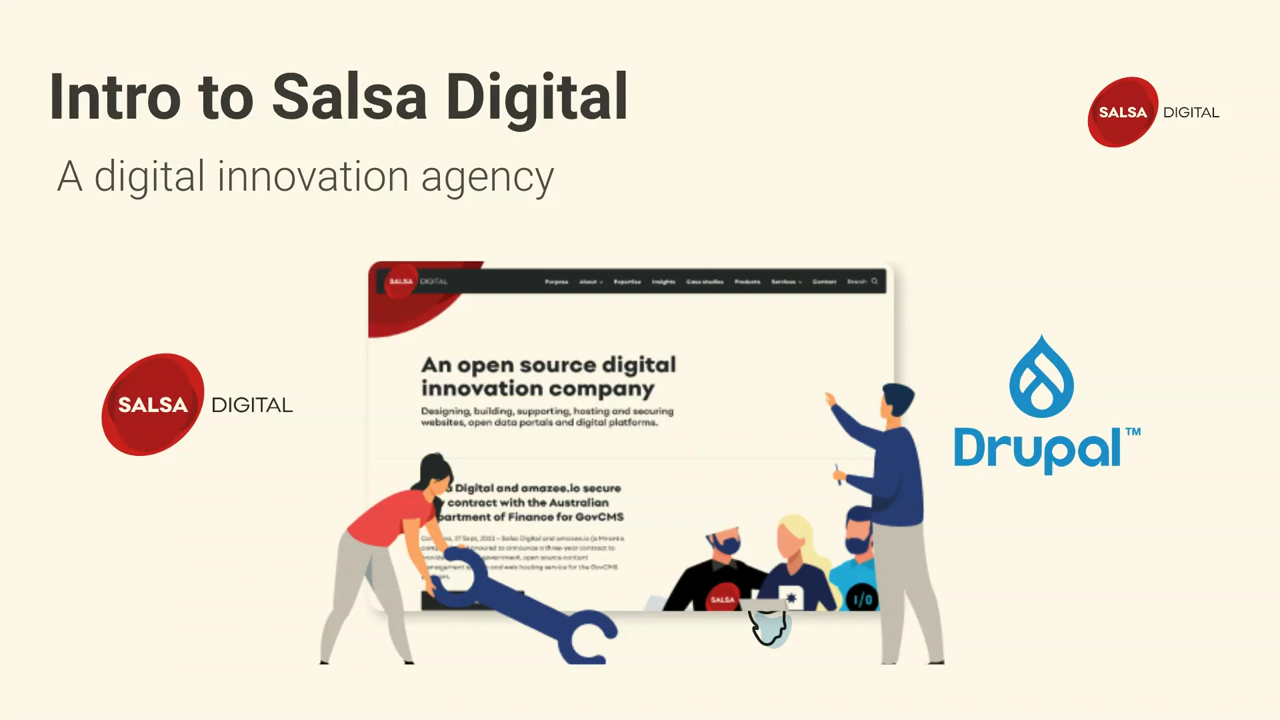 Intro to Salsa Digital
A digital innovation agency
SALSA DIGITAL
SALSA DIGITAL
Purpose About Expertise Insights Case studies Products Services Contact Search
An open source digital
innovation company
Designing, building, supporting, hosting and securing
websites, open data portals and digital platforms.
Digital and amazee.io secure
contract with the Australian
partment of Finance for GovCMS
SALSA DIGITAL
Drupal™
SALSA
I/O